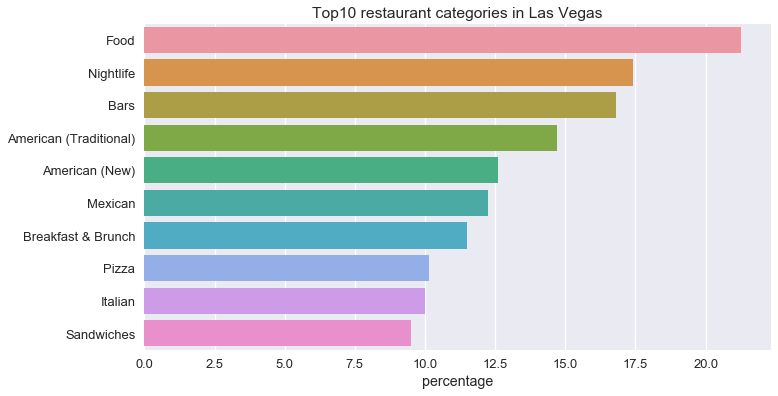 Top10 restaurant categories in Las Vegas
Food
Nightlife
Bars
American (Traditional)
American (New)
Mexican
Breakfast & Brunch
Pizza
Italian
Sandwiches
0.0 2.5 5.0 7.5 10.0 12.5 15.0 17.5 20.0
percentage